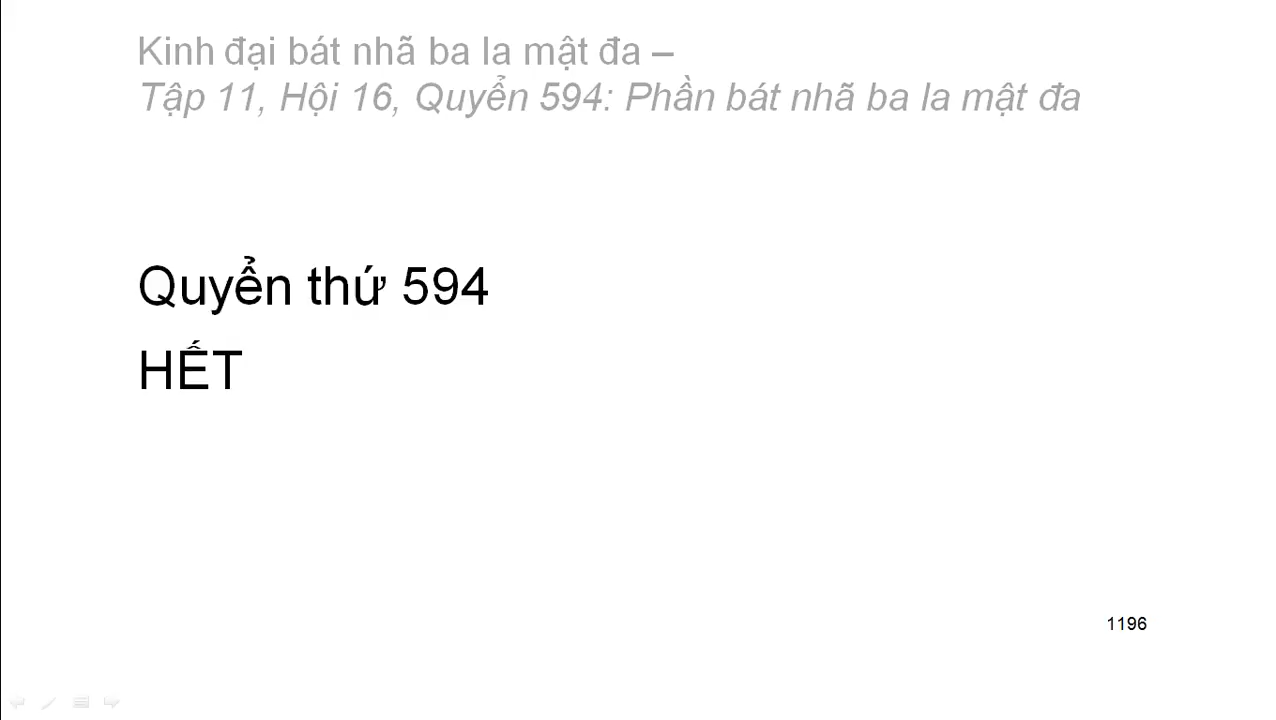 Kinh đại bát nhã ba la mật đa –
Tập 11, Hội 16, Quyển 594: Phần bát nhã ba la mật đa
Quyển thứ 594
HẾT
1196